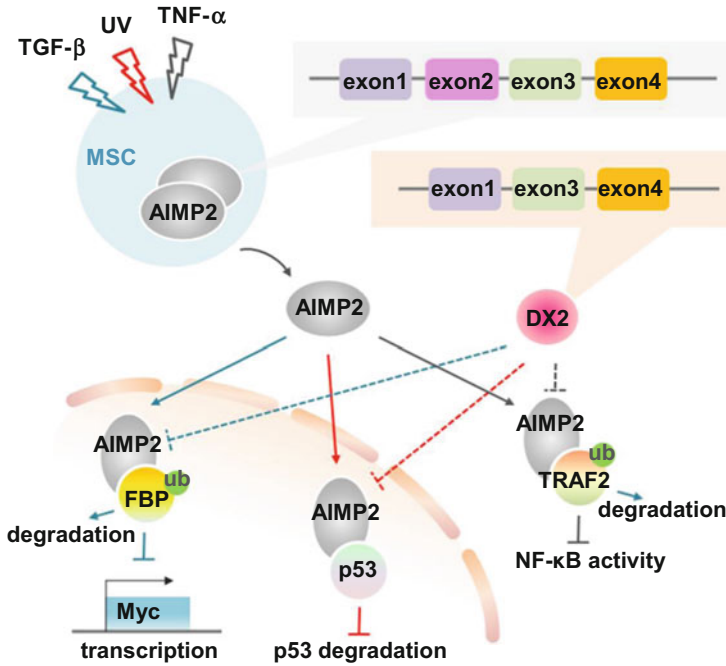 TNF-α
UV
TGF-β
exon1 exon2 exon3 exon4
MSC
exon1 exon3 exon4
AIMP2
AIMP2
DX2
AIMP2
AIMP2
ub
TRAF2
ub
FBP
degradation
AIMP2
degradation
NF-κB activity
p53
Myc
transcription
p53 degradation